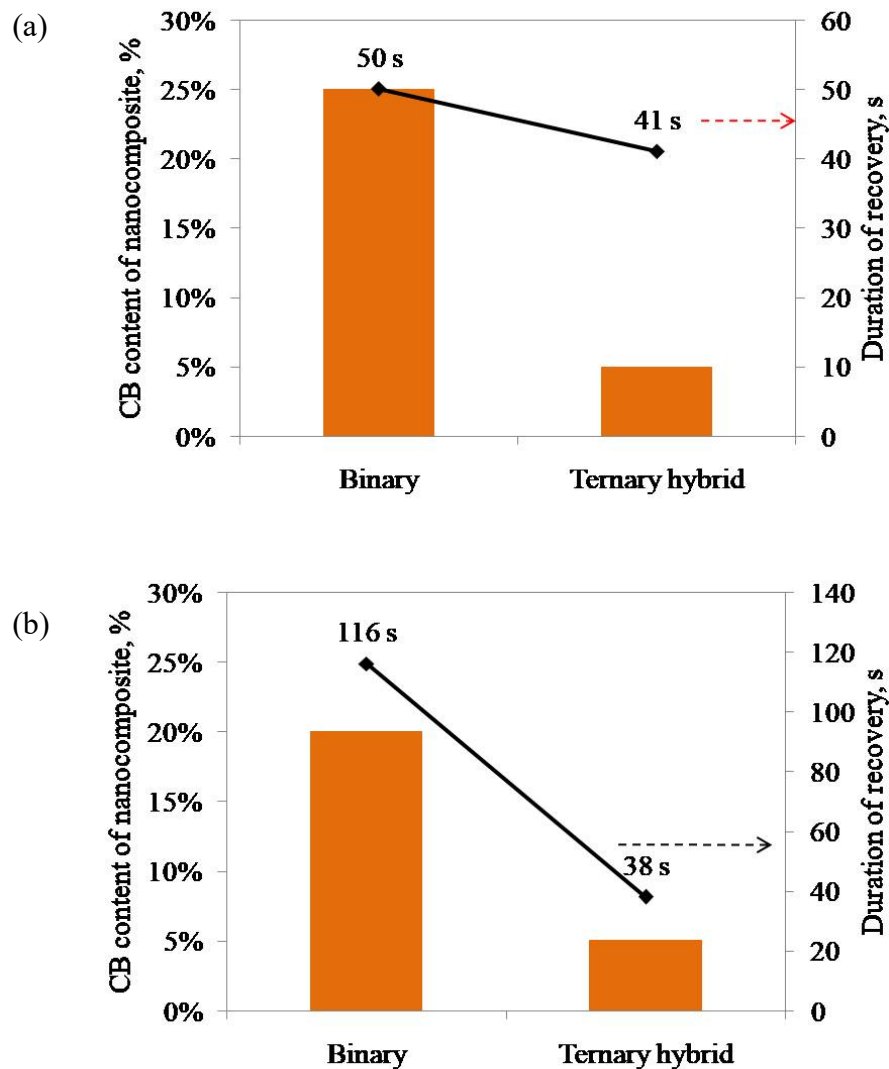 (a)
CB content of nanocomposite, %
30%
25%
20%
15%
10%
5%
0%
50 s
41 s
60
50
40
30
20
10
0
Duration of recovery, s
Binary
Ternary hybrid
(b)
CB content of nanocomposite, %
30%
25%
20%
15%
10%
5%
0%
116 s
38 s
140
120
100
80
60
40
20
0
Duration of recovery, s
Binary
Ternary hybrid